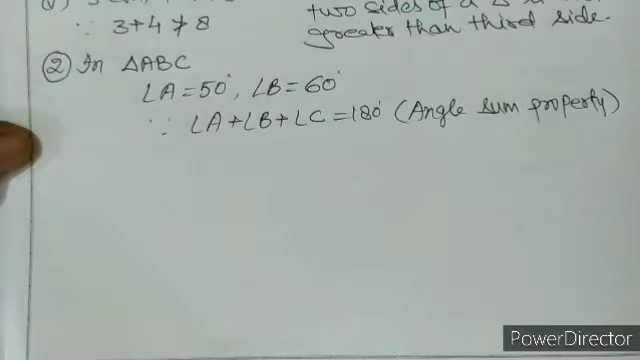 two sides of a Δ
∵ 3+4 ≯ 8
greater than third side.
② In ΔABC
∠A = 50°, ∠B = 60°
∵ ∠A+∠B+∠C = 180° (Angle sum property)
PowerDirector